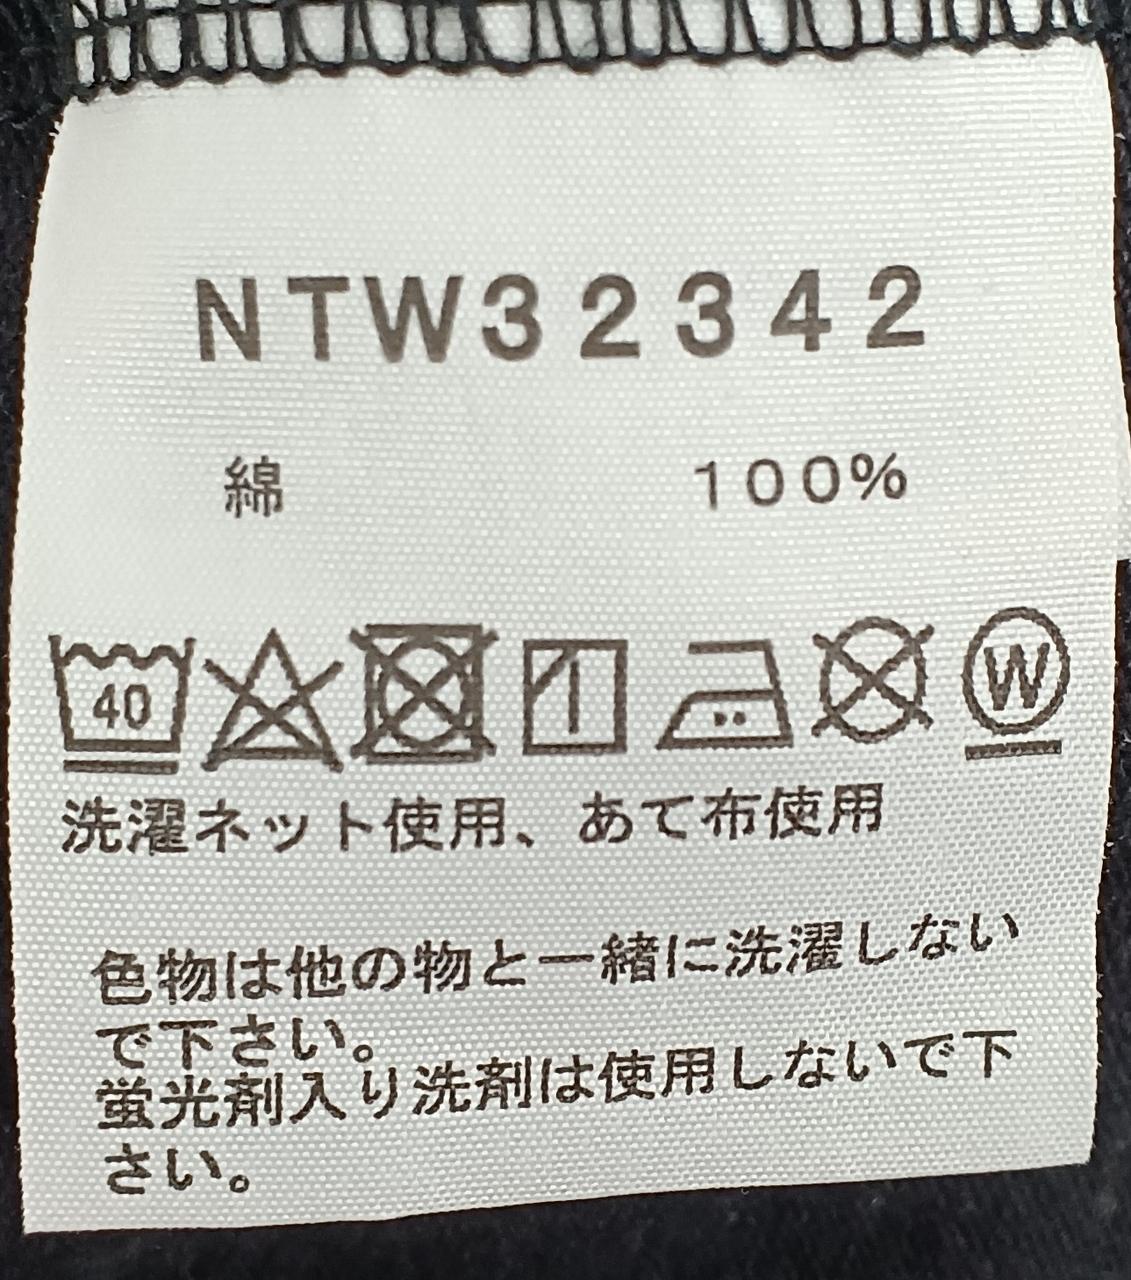 NTW32342
綿 100%
40 W
洗濯ネット使用、あて布使用
色物は他の物と一緒に洗濯しない
で下さい。
蛍光剤入り洗剤は使用しないで下
さい。